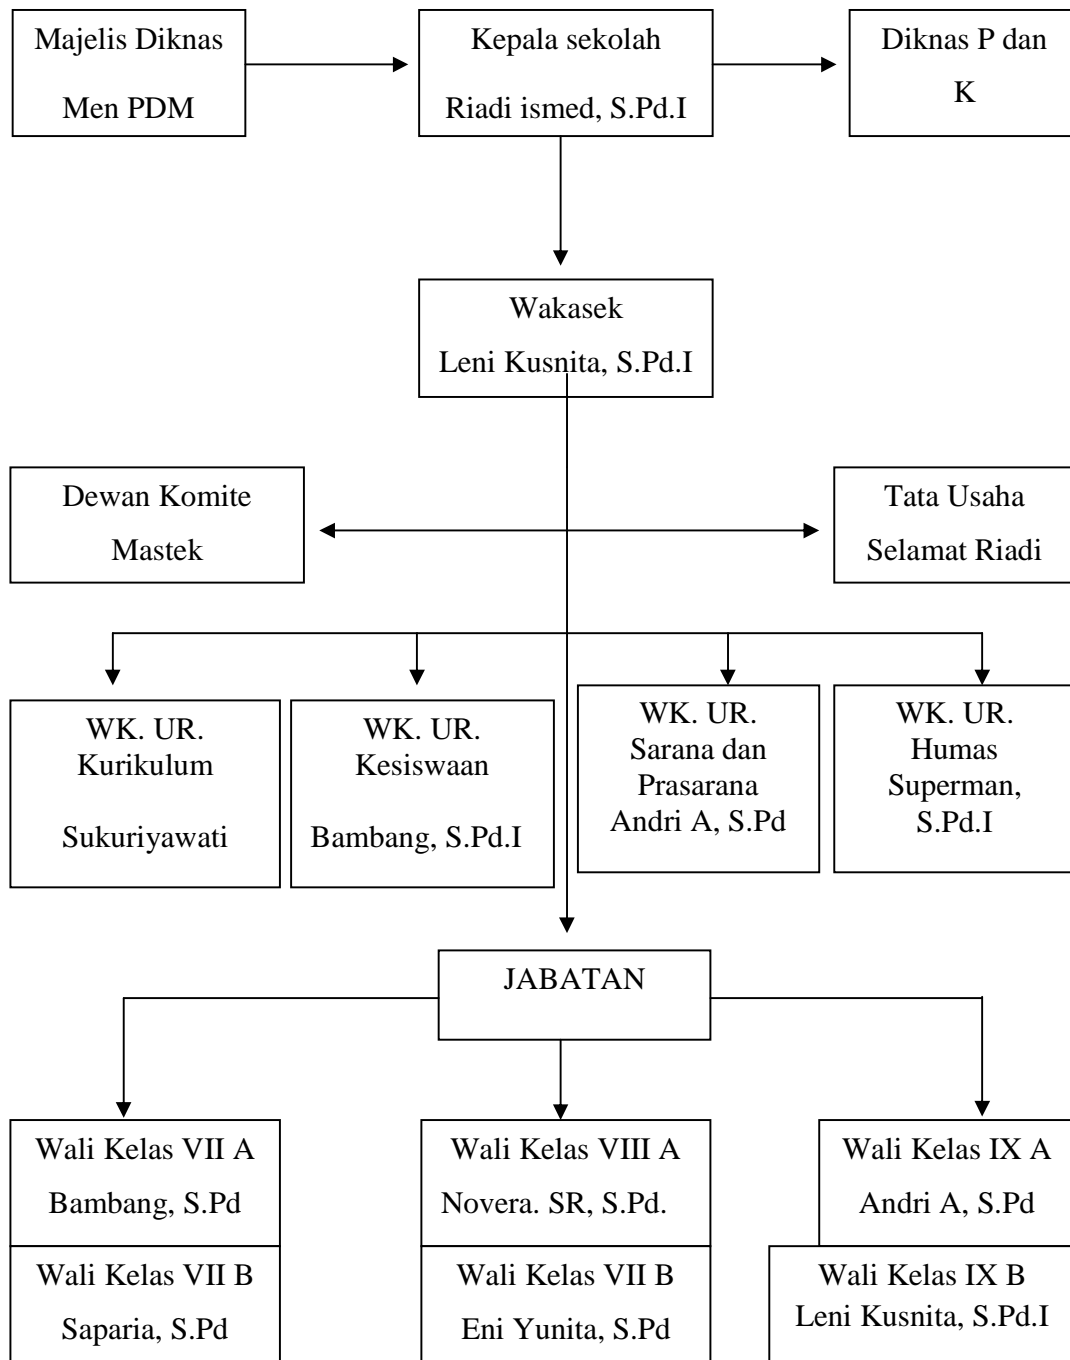 Majelis Diknas
Men PDM
Kepala sekolah
Riadi ismed, S.Pd.I
Diknas P dan
K
Wakasek
Leni Kusnita, S.Pd.I
Dewan Komite
Mastek
Tata Usaha
Selamat Riadi
WK. UR.
Kurikulum
Sukuriyawati
WK. UR.
Kesiswaan
Bambang, S.Pd.I
WK. UR.
Sarana dan
Prasarana
Andri A, S.Pd
WK. UR.
Humas
Superman,
S.Pd.I
JABATAN
Wali Kelas VII A
Bambang, S.Pd
Wali Kelas VII B
Saparia, S.Pd
Wali Kelas VIII A
Novera. SR, S.Pd.
Wali Kelas VII B
Eni Yunita, S.Pd
Wali Kelas IX A
Andri A, S.Pd
Wali Kelas IX B
Leni Kusnita, S.Pd.I